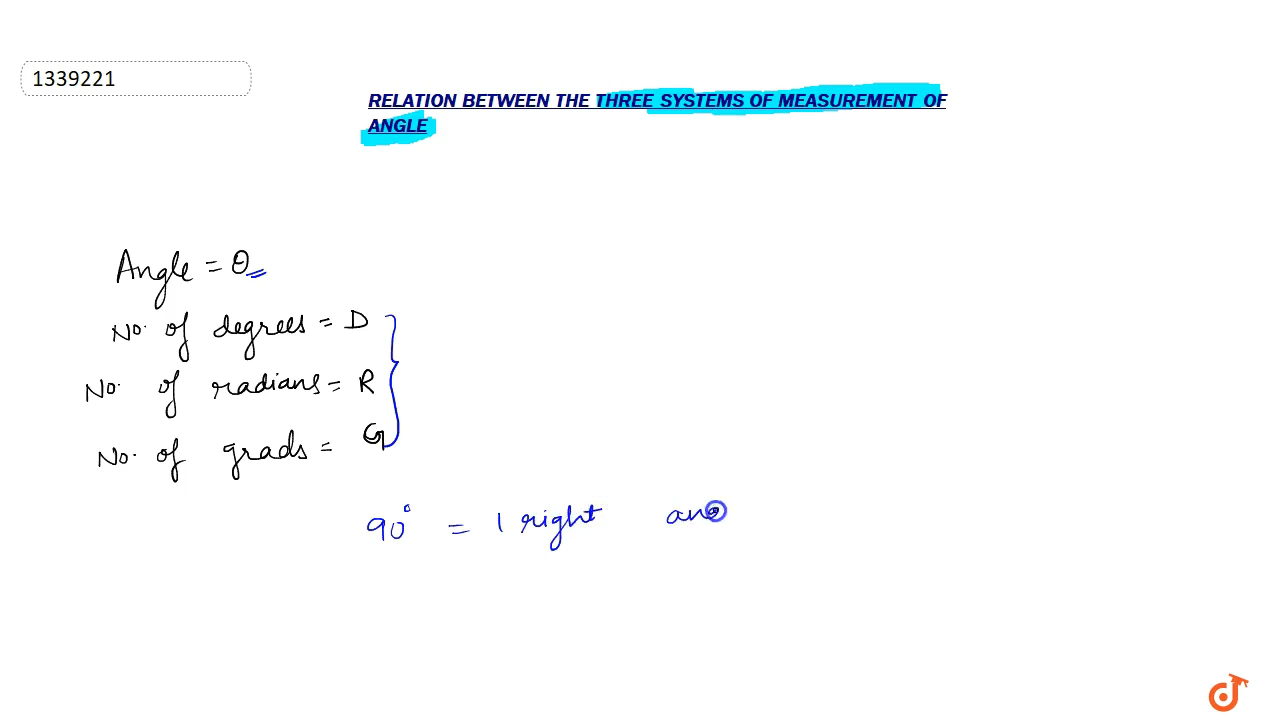 1339221
RELATION BETWEEN THE THREE SYSTEMS OF MEASUREMENT OF
ANGLE
Angle = θ
No. of degrees = D
No. of radians = R
No. of grads = G
90° = 1 right an